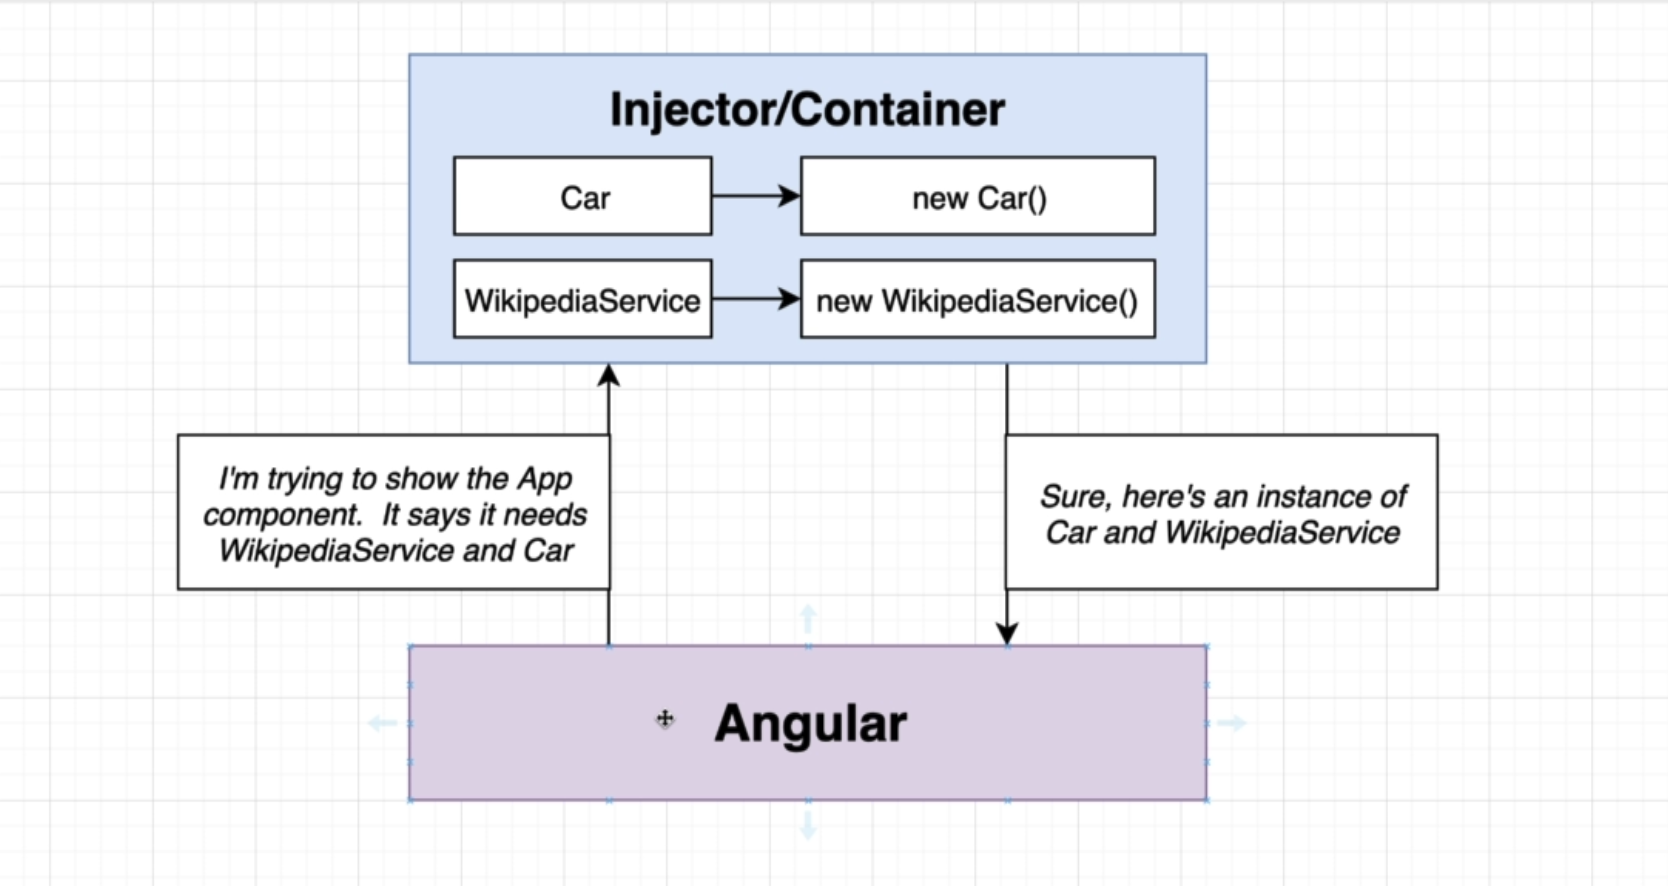 Injector/Container
Car
new Car()
WikipediaService
new WikipediaService()
I'm trying to show the App
component.  It says it needs
WikipediaService and Car
Sure, here's an instance of
Car and WikipediaService
Angular